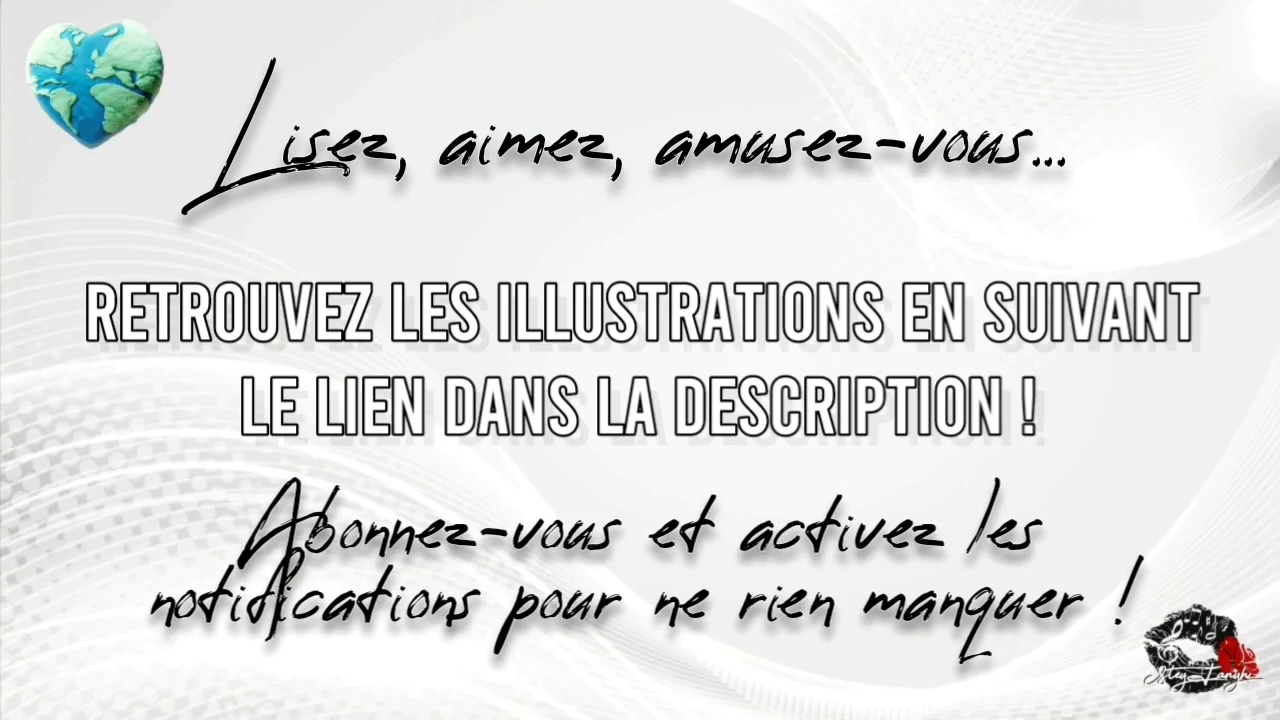 Lisez, aimez, amusez-vous...
RETROUVEZ LES ILLUSTRATIONS EN SUIVANT
LE LIEN DANS LA DESCRIPTION !
Abonnez-vous et activez les
notifications pour ne rien manquer !